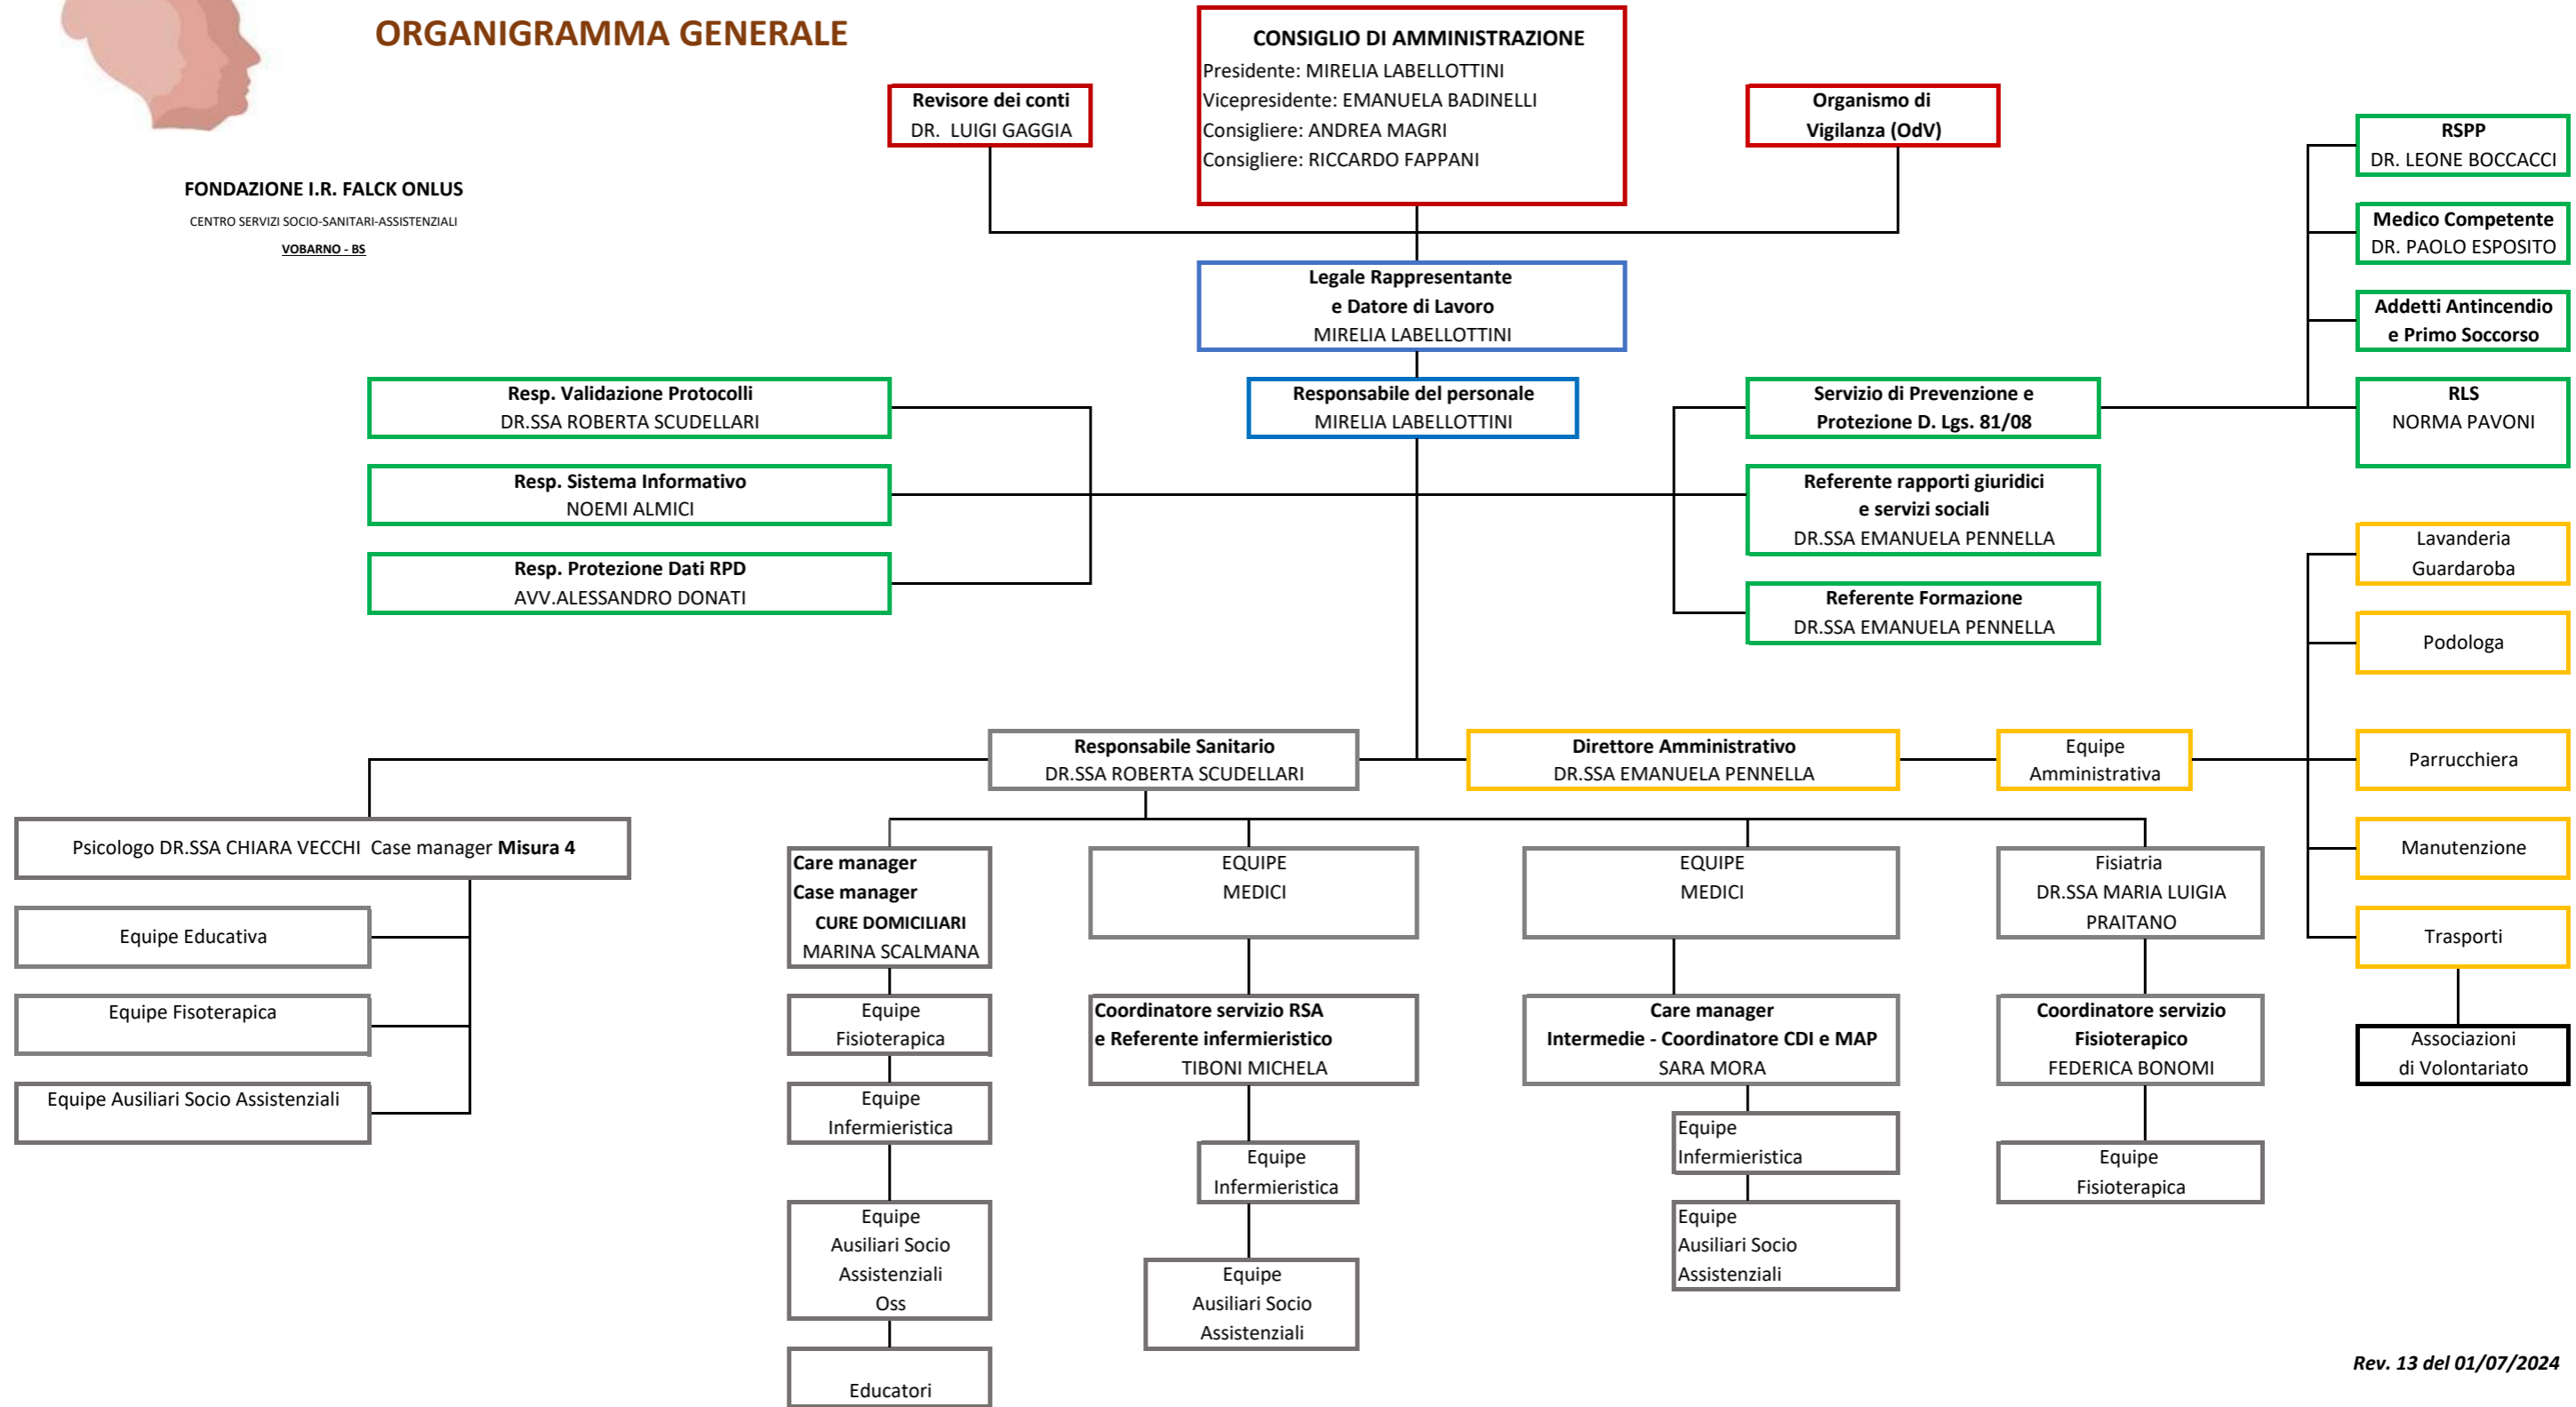 ORGANIGRAMMA GENERALE
FONDAZIONE I.R. FALCK ONLUS
CENTRO SERVIZI SOCIO-SANITARI-ASSISTENZIALI
VOBARNO - BS
CONSIGLIO DI AMMINISTRAZIONE
Presidente: MIRELIA LABELLOTTINI
Vicepresidente: EMANUELA BADINELLI
Consigliere: ANDREA MAGRI
Consigliere: RICCARDO FAPPANI
Revisore dei conti
DR.  LUIGI GAGGIA
Organismo di
Vigilanza (OdV)
RSPP
DR. LEONE BOCCACCI
Medico Competente
DR. PAOLO ESPOSITO
Addetti Antincendio
e Primo Soccorso
RLS
NORMA PAVONI
Legale Rappresentante
e Datore di Lavoro
MIRELIA LABELLOTTINI
Responsabile del personale
MIRELIA LABELLOTTINI
Resp. Validazione Protocolli
DR.SSA ROBERTA SCUDELLARI
Resp. Sistema Informativo
NOEMI ALMICI
Resp. Protezione Dati RPD
AVV.ALESSANDRO DONATI
Servizio di Prevenzione e
Protezione D. Lgs. 81/08
Referente rapporti giuridici
e servizi sociali
DR.SSA EMANUELA PENNELLA
Referente Formazione
DR.SSA EMANUELA PENNELLA
Lavanderia
Guardaroba
Podologa
Parrucchiera
Manutenzione
Trasporti
Associazioni
di Volontariato
Responsabile Sanitario
DR.SSA ROBERTA SCUDELLARI
Direttore Amministrativo
DR.SSA EMANUELA PENNELLA
Equipe
Amministrativa
Psicologo DR.SSA CHIARA VECCHI  Case manager Misura 4
Equipe Educativa
Equipe Fisoterapica
Equipe Ausiliari Socio Assistenziali
Care manager
Case manager
CURE DOMICILIARI
MARINA SCALMANA
Equipe
Fisioterapica
Equipe
Infermieristica
Equipe
Ausiliari Socio
Assistenziali
Oss
Educatori
EQUIPE
MEDICI
Coordinatore servizio RSA
e Referente infermieristico
TIBONI MICHELA
Equipe
Infermieristica
Equipe
Ausiliari Socio
Assistenziali
EQUIPE
MEDICI
Care manager
Intermedie - Coordinatore CDI e MAP
SARA MORA
Equipe
Infermieristica
Equipe
Ausiliari Socio
Assistenziali
Fisiatria
DR.SSA MARIA LUIGIA
PRAITANO
Coordinatore servizio
Fisioterapico
FEDERICA BONOMI
Equipe
Fisioterapica
Rev. 13 del 01/07/2024